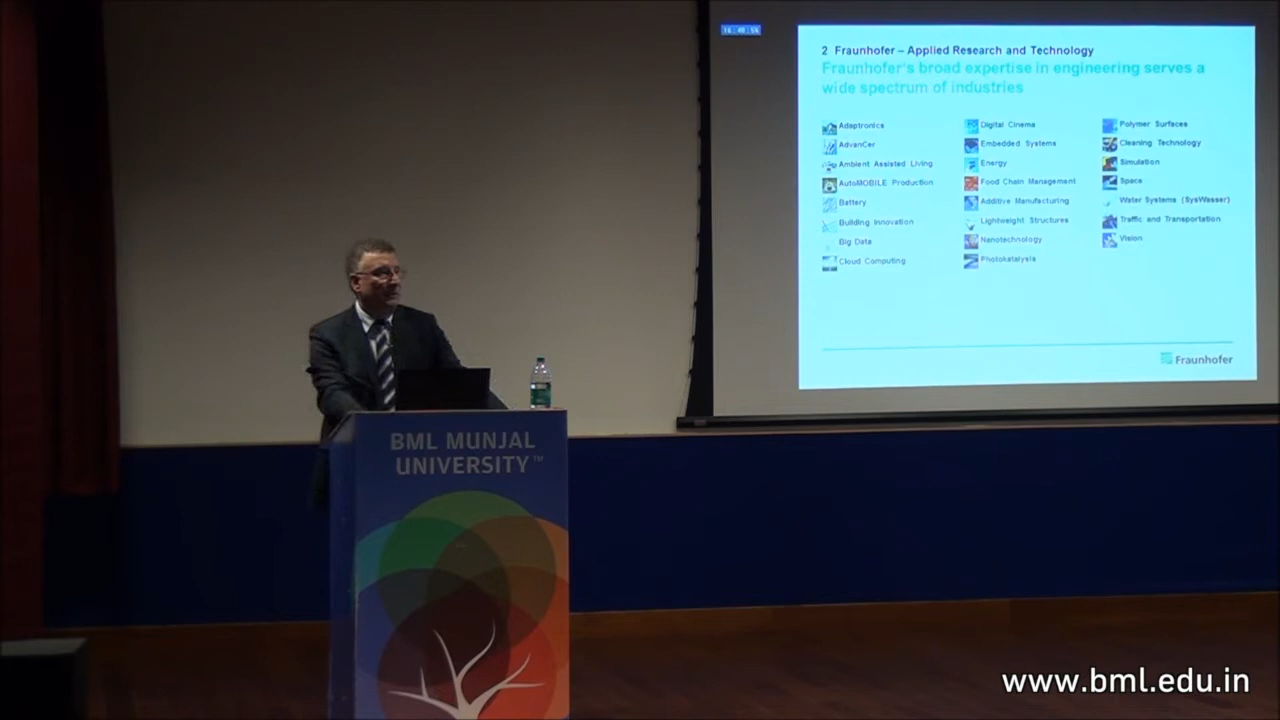 2 Fraunhofer – Applied Research and Technology
Fraunhofer's broad expertise in engineering serves a
wide spectrum of industries
Adaptronics
AdvanCer
Ambient Assisted Living
AutoMOBILE Production
Battery
Building Innovation
Big Data
Cloud Computing
Digital Cinema
Embedded Systems
Energy
Food Chain Management
Additive Manufacturing
Lightweight Structures
Nanotechnology
Photokatalysis
Polymer Surfaces
Cleaning Technology
Simulation
Space
Water Systems (SysWasser)
Traffic and Transportation
Vision
Fraunhofer
BML MUNJAL
UNIVERSITY™
www.bml.edu.in